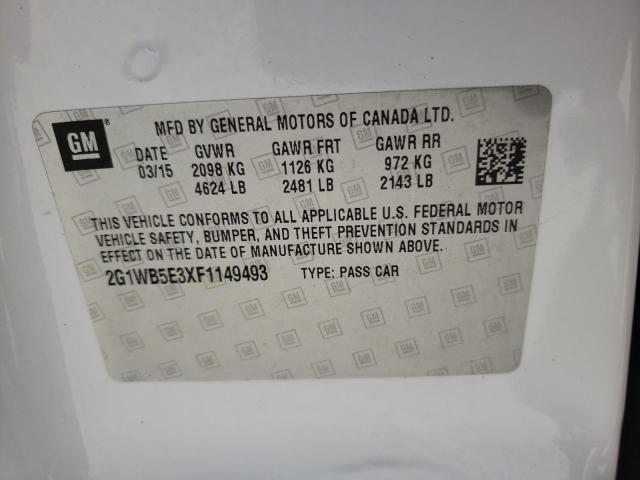 GM ®
MFD BY GENERAL MOTORS OF CANADA LTD.
DATE GVWR GAWR FRT GAWR RR
03/15 2098 KG 1126 KG 972 KG
4624 LB 2481 LB 2143 LB
THIS VEHICLE CONFORMS TO ALL APPLICABLE U.S. FEDERAL MOTOR
VEHICLE SAFETY, BUMPER, AND THEFT PREVENTION STANDARDS IN
EFFECT ON THE DATE OF MANUFACTURE SHOWN ABOVE.
2G1WB5E3XF1149493 TYPE: PASS CAR